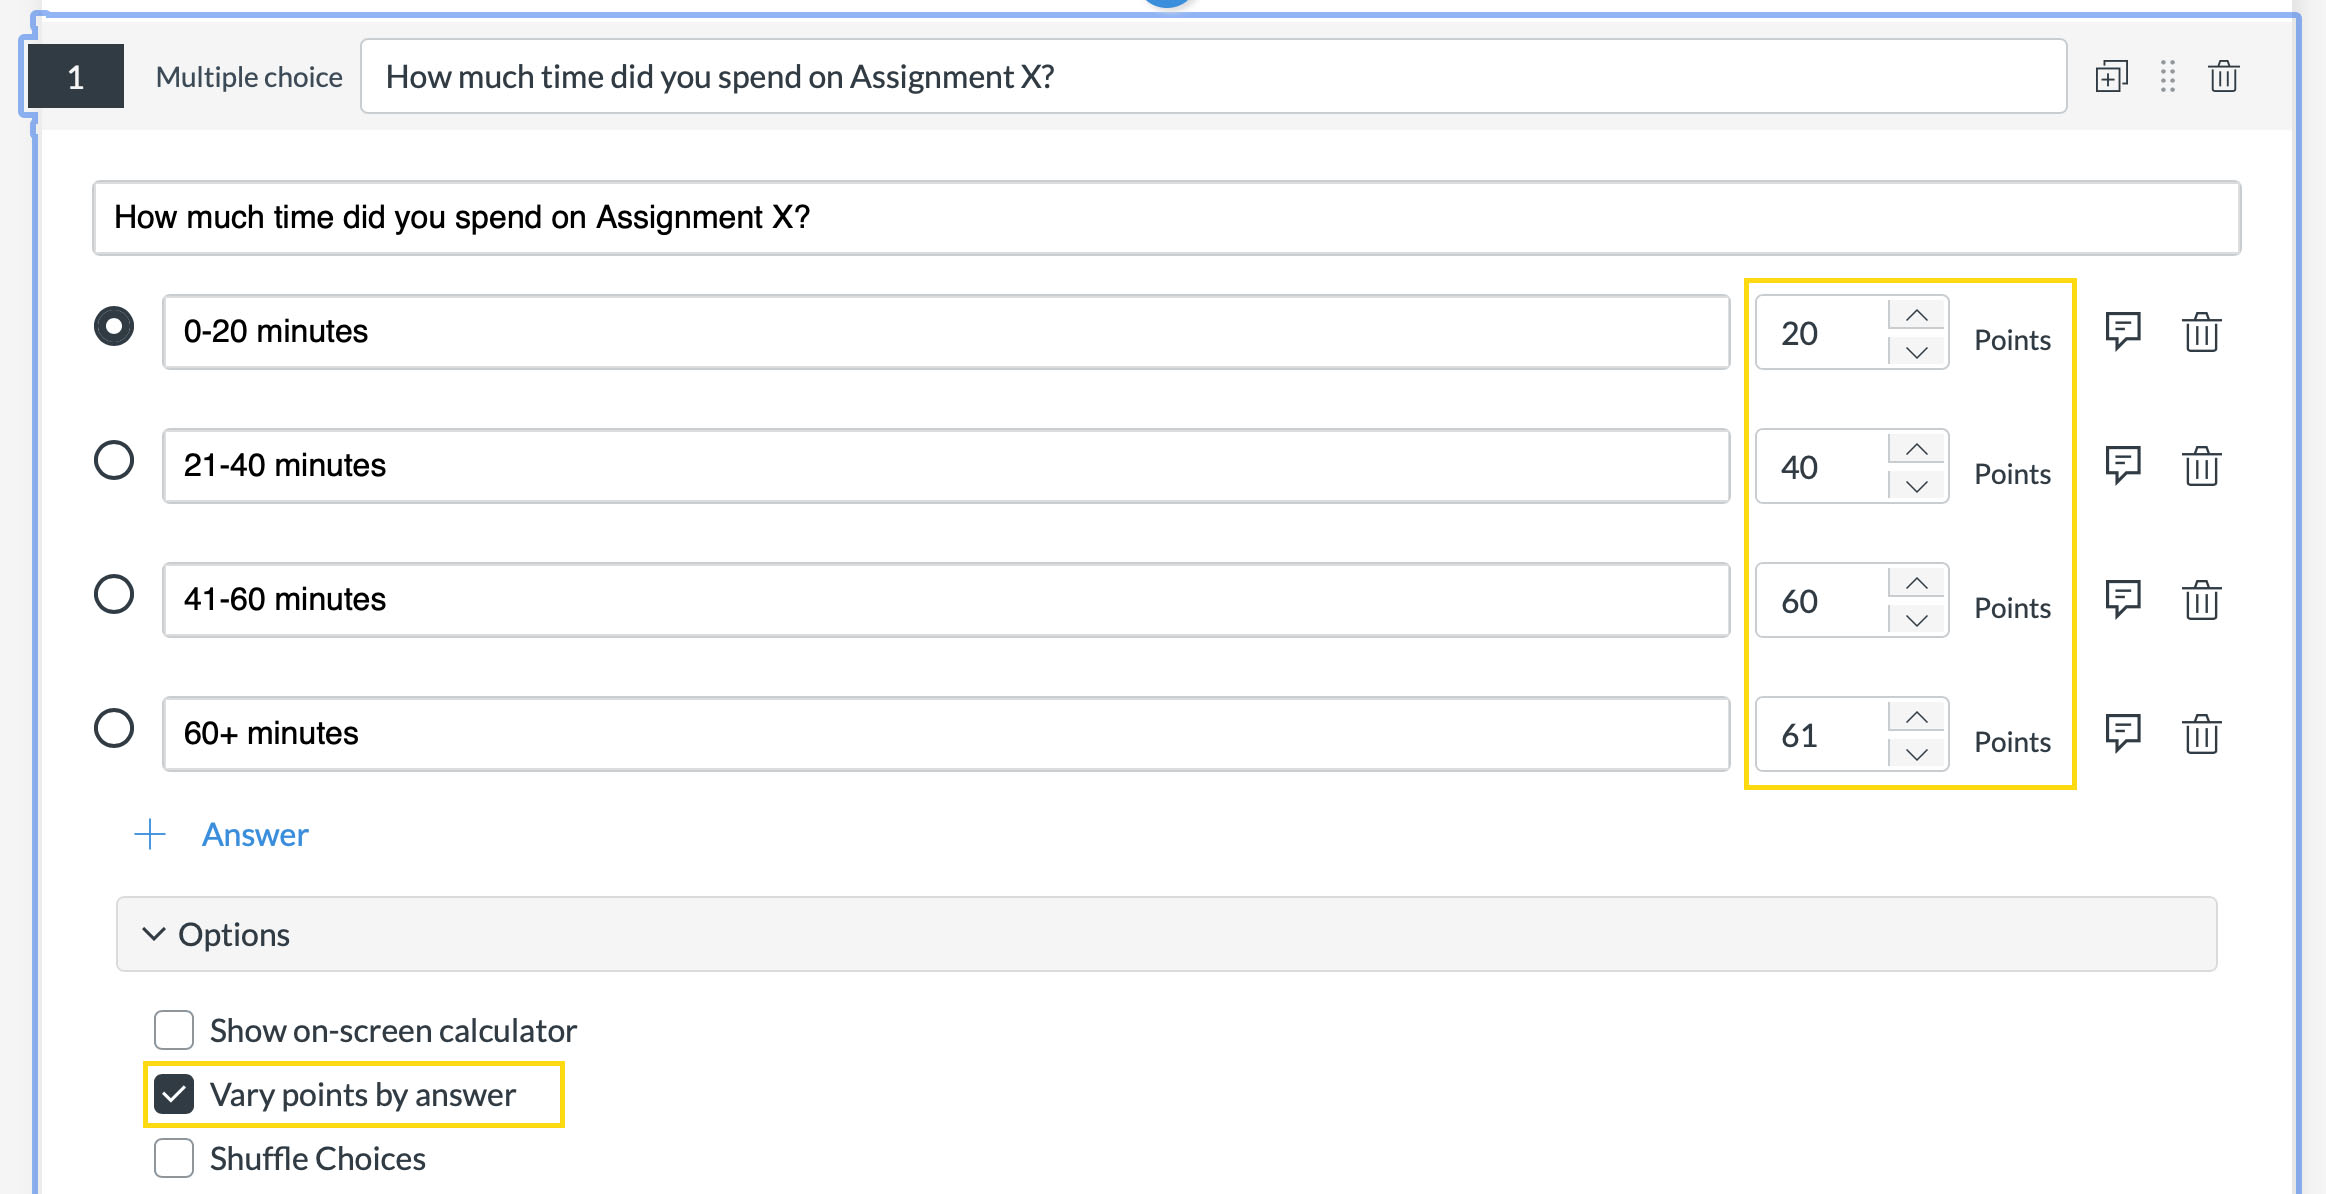 1 Multiple choice How much time did you spend on Assignment X?
How much time did you spend on Assignment X?
0-20 minutes 20 Points
21-40 minutes 40 Points
41-60 minutes 60 Points
60+ minutes 61 Points
Answer
Options
Show on-screen calculator
Vary points by answer
Shuffle Choices